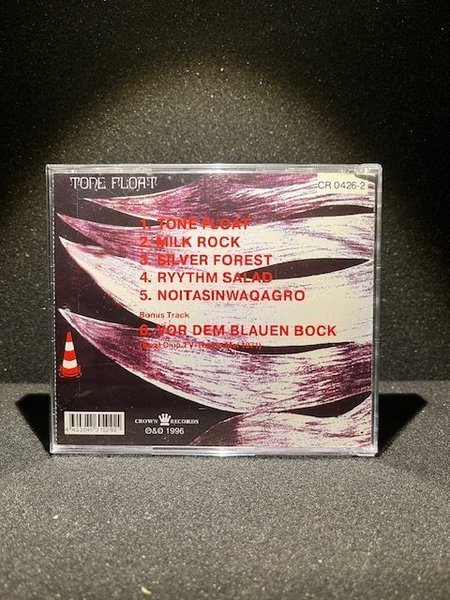 TONE FLOAT
CR 0426-2
1. TONE FLOAT
2. MILK ROCK
3. SILVER FOREST
4. RYYTHM SALAD
5. NOITASINWAQAGRO
Bonus Track
6. VOR DEM BLAUEN BOCK
CROWN RECORDS
1996